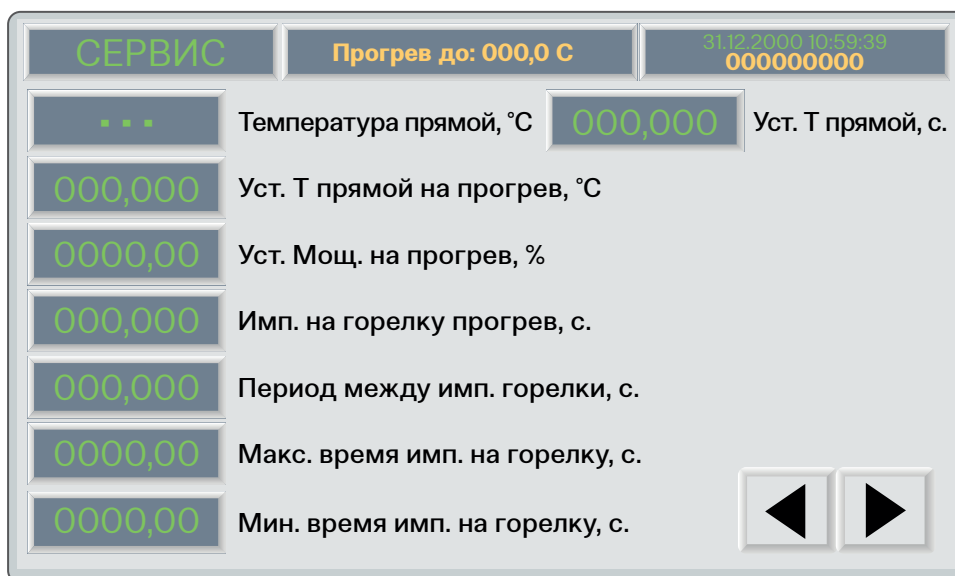 СЕРВИС
Прогрев до: 000,0 С
31.12.2000 10:59:39
000000000
... Температура прямой, °С 000,000 Уст. Т прямой, с.
000,000 Уст. Т прямой на прогрев, °С
0000,00 Уст. Мощ. на прогрев, %
000,000 Имп. на горелку прогрев, с.
000,000 Период между имп. горелки, с.
0000,00 Макс. время имп. на горелку, с.
0000,00 Мин. время имп. на горелку, с.